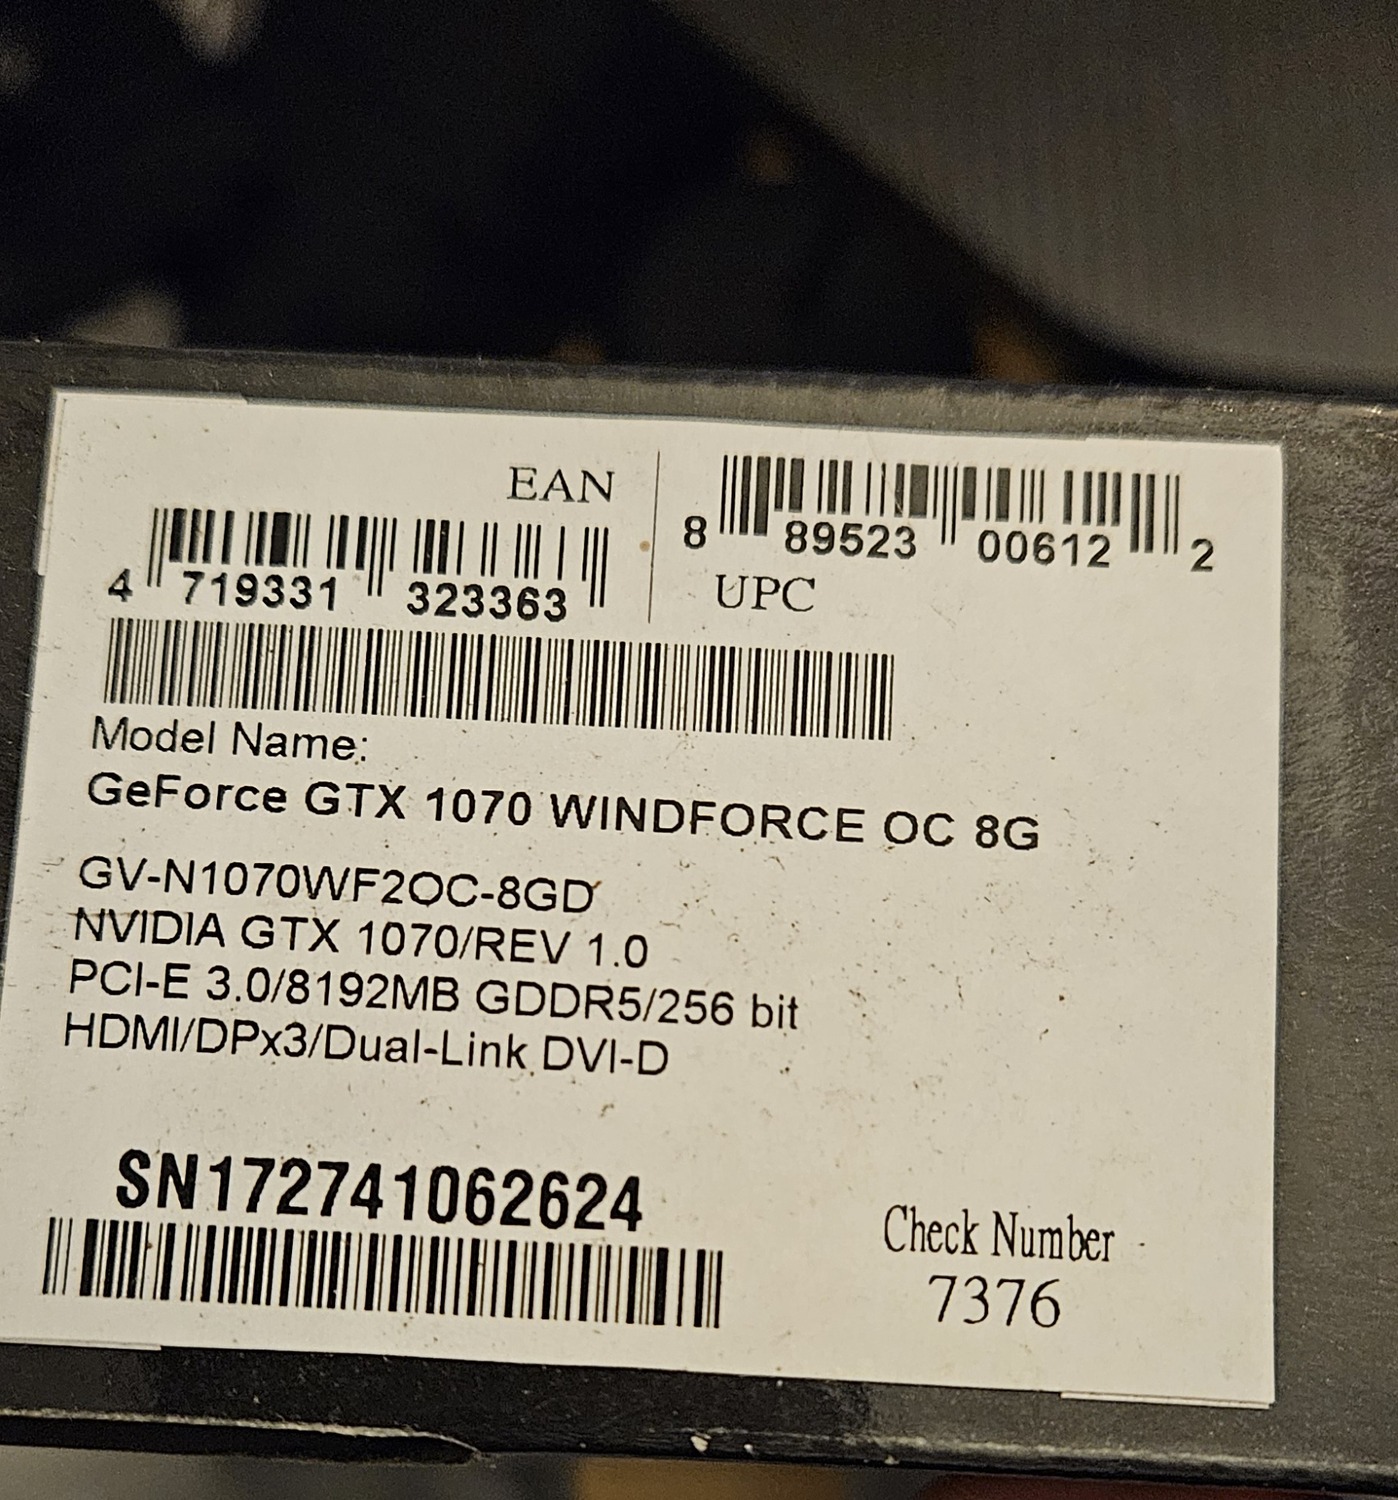 EAN
4 719331 323363
8 89523 00612 2
UPC
Model Name:
GeForce GTX 1070 WINDFORCE OC 8G
GV-N1070WF2OC-8GD
NVIDIA GTX 1070/REV 1.0
PCI-E 3.0/8192MB GDDR5/256 bit
HDMI/DPx3/Dual-Link DVI-D
SN172741062624
Check Number
7376